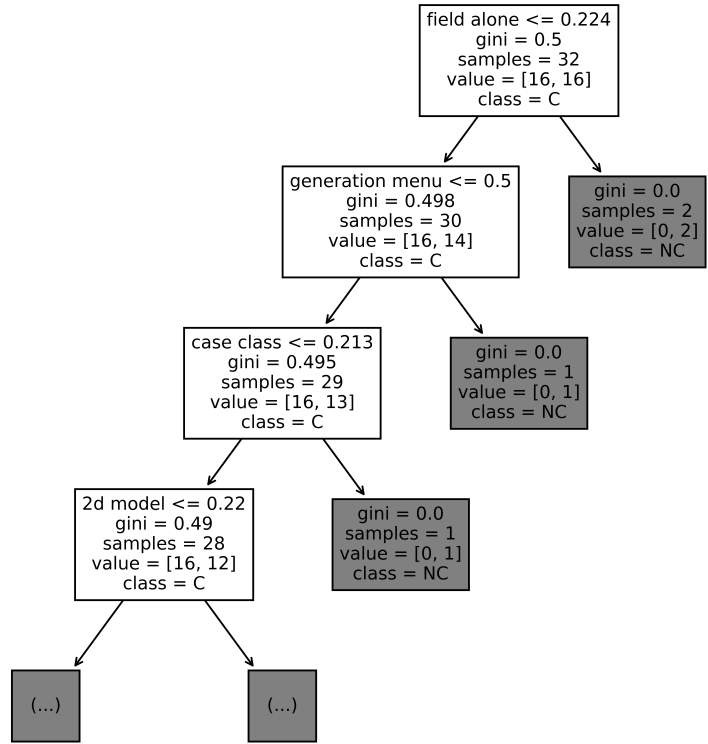 field alone <= 0.224
gini = 0.5
samples = 32
value = [16, 16]
class = C
generation menu <= 0.5
gini = 0.498
samples = 30
value = [16, 14]
class = C
gini = 0.0
samples = 2
value = [0, 2]
class = NC
case class <= 0.213
gini = 0.495
samples = 29
value = [16, 13]
class = C
gini = 0.0
samples = 1
value = [0, 1]
class = NC
2d model <= 0.22
gini = 0.49
samples = 28
value = [16, 12]
class = C
gini = 0.0
samples = 1
value = [0, 1]
class = NC
(...)
(...)